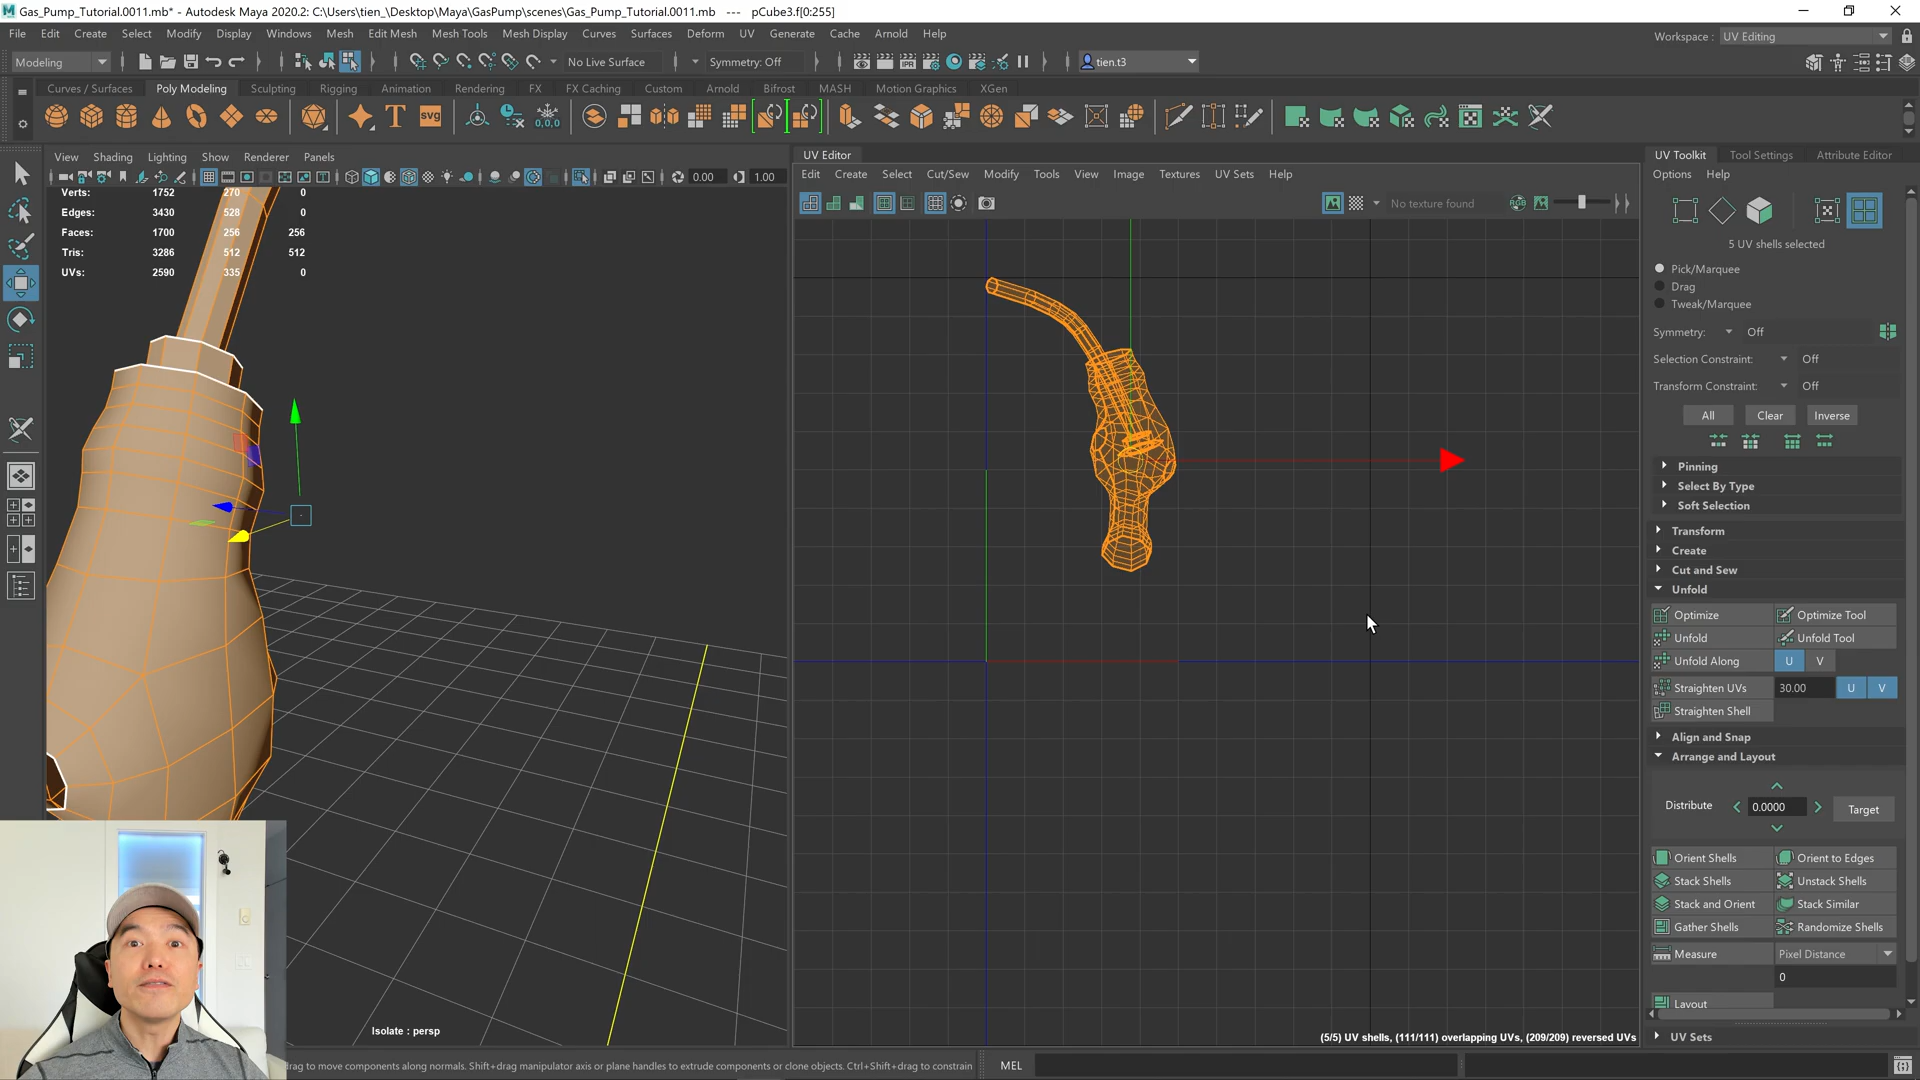 Gas_Pump_Tutorial.0011.mb* - Autodesk Maya 2020.2: C:\Users\tien_\Desktop\Maya\GasPump\scenes\Gas_Pump_Tutorial.0011.mb   ---   pCube3.f[0:255]
File Edit Create Select Modify Display Windows Mesh Edit Mesh Mesh Tools Mesh Display Curves Surfaces Deform UV Generate Cache Arnold Help
Workspace : UV Editing
Modeling No Live Surface Symmetry: Off tien.t3
Curves / Surfaces Poly Modeling Sculpting Rigging Animation Rendering FX FX Caching Custom Arnold Bifrost MASH Motion Graphics XGen
T svg 0,0,0
View Shading Lighting Show Renderer Panels
0.00 1.00
Verts: 1752 270 0
Edges: 3430 528 0
Faces: 1700 256 256
Tris: 3286 512 512
UVs: 2590 335 0
Isolate : persp
UV Editor
Edit Create Select Cut/Sew Modify Tools View Image Textures UV Sets Help
No texture found RGB
(5/5) UV shells, (111/111) overlapping UVs, (209/209) reversed UVs
UV Toolkit Tool Settings Attribute Editor
Options Help
5 UV shells selected
Pick/Marquee
Drag
Tweak/Marquee
Symmetry: Off
Selection Constraint: Off
Transform Constraint: Off
All Clear Inverse
Pinning
Select By Type
Soft Selection
Transform
Create
Cut and Sew
Unfold
Optimize Optimize Tool
Unfold Unfold Tool
Unfold Along U V
Straighten UVs 30.00 U V
Straighten Shell
Align and Snap
Arrange and Layout
Distribute 0.0000 Target
Orient Shells Orient to Edges
Stack Shells Unstack Shells
Stack and Orient Stack Similar
Gather Shells Randomize Shells
Measure Pixel Distance
0
Layout
UV Sets
drag to move components along normals. Shift+drag manipulator axis or plane handles to extrude components or clone objects. Ctrl+Shift+drag to constrain
MEL